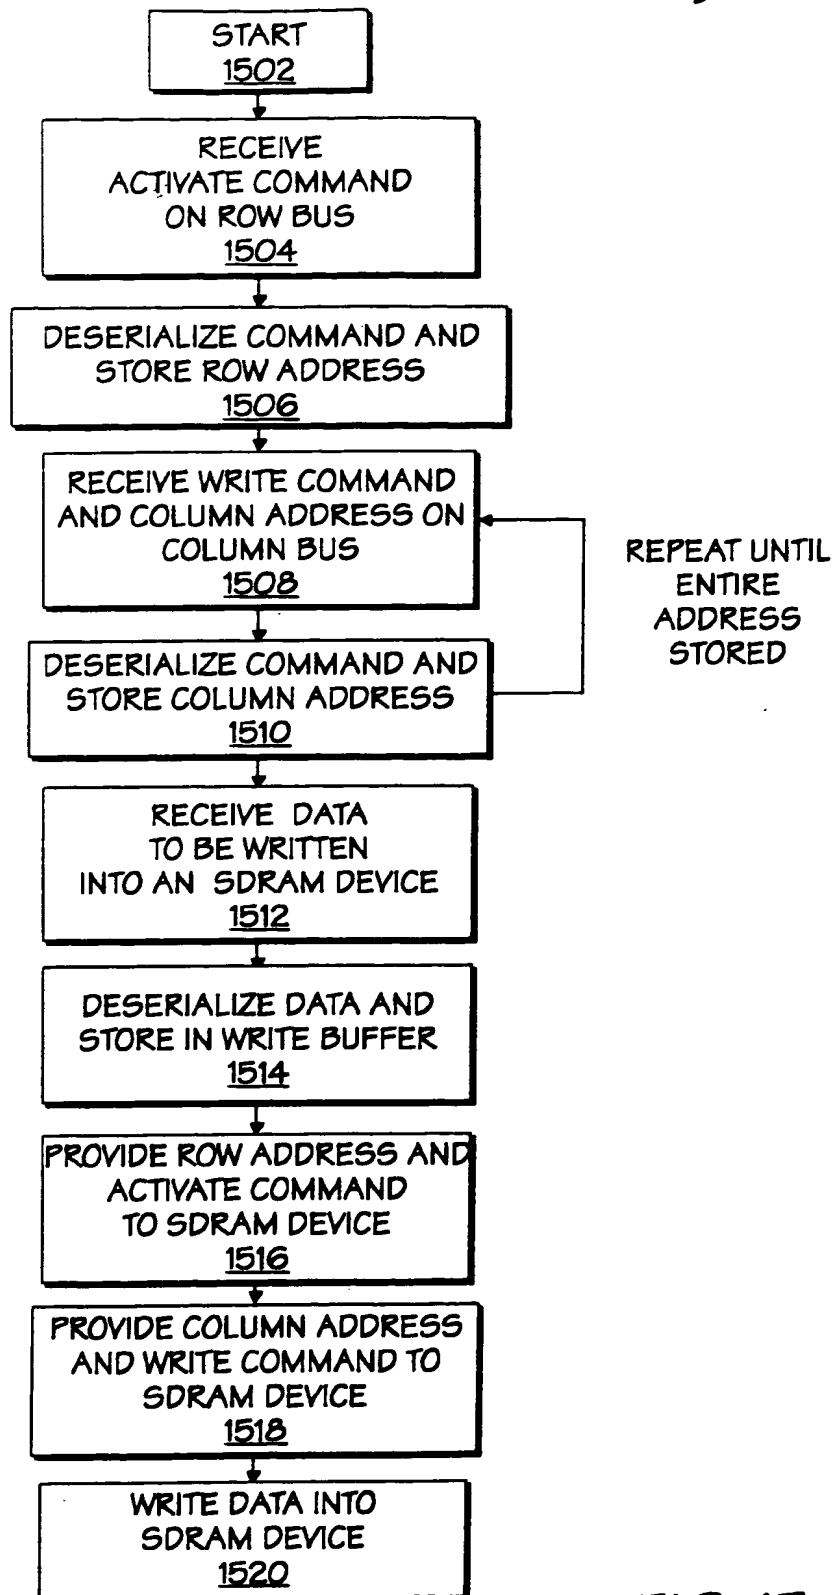 START
1502
RECEIVE
ACTIVATE COMMAND
ON ROW BUS
1504
DESERIALIZE COMMAND AND
STORE ROW ADDRESS
1506
RECEIVE WRITE COMMAND
AND COLUMN ADDRESS ON
COLUMN BUS
1508
REPEAT UNTIL
ENTIRE
ADDRESS
STORED
DESERIALIZE COMMAND AND
STORE COLUMN ADDRESS
1510
RECEIVE DATA
TO BE WRITTEN
INTO AN SDRAM DEVICE
1512
DESERIALIZE DATA AND
STORE IN WRITE BUFFER
1514
PROVIDE ROW ADDRESS AND
ACTIVATE COMMAND
TO SDRAM DEVICE
1516
PROVIDE COLUMN ADDRESS
AND WRITE COMMAND TO
SDRAM DEVICE
1518
WRITE DATA INTO
SDRAM DEVICE
1520